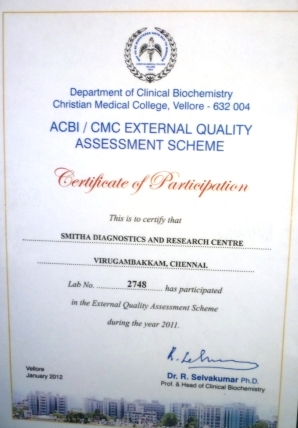 Department of Clinical Biochemistry
Christian Medical College, Vellore - 632 004
ACBI / CMC EXTERNAL QUALITY
ASSESSMENT SCHEME
Certificate of Participation
This is to certify that
SMITHA DIAGNOSTICS AND RESEARCH CENTRE
VIRUGAMBAKKAM, CHENNAI
Lab No. 2748 has participated
in the External Quality Assessment Scheme
during the year 2011.
Vellore
January 2012
Dr. R. Selvakumar Ph.D.
Prof. & Head of Clinical Biochemistry